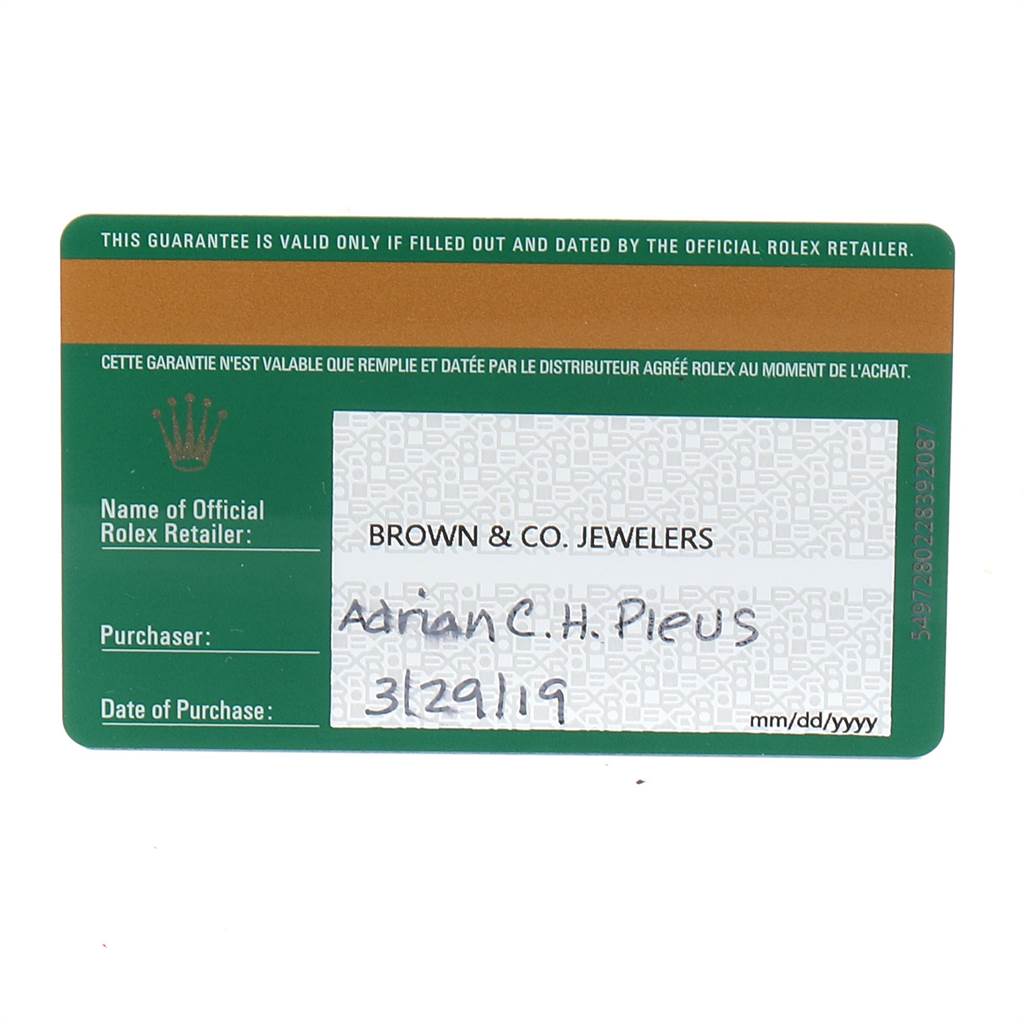 THIS GUARANTEE IS VALID ONLY IF FILLED OUT AND DATED BY THE OFFICIAL ROLEX RETAILER.
CETTE GARANTIE N'EST VALABLE QUE REMPLIE ET DATÉE PAR LE DISTRIBUTEUR AGRÉÉ ROLEX AU MOMENT DE L'ACHAT.
Name of Official
Rolex Retailer:
BROWN & CO. JEWELERS
Purchaser:
Adrian C. H. Pleus
Date of Purchase:
3/29/19
mm/dd/yyyy
5497280228392087